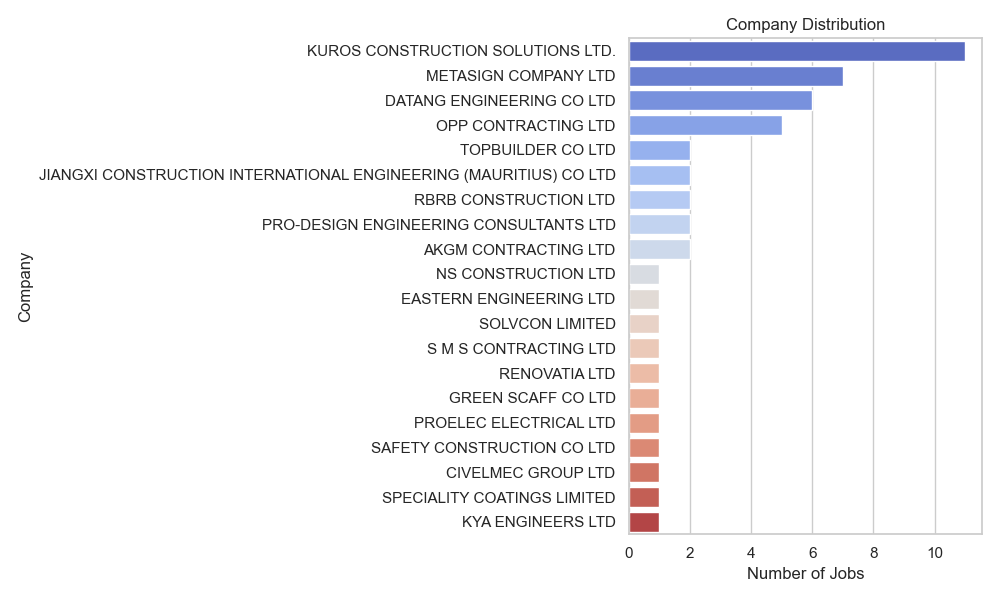 Company Distribution
KUROS CONSTRUCTION SOLUTIONS LTD.
METASIGN COMPANY LTD
DATANG ENGINEERING CO LTD
OPP CONTRACTING LTD
TOPBUILDER CO LTD
JIANGXI CONSTRUCTION INTERNATIONAL ENGINEERING (MAURITIUS) CO LTD
RBRB CONSTRUCTION LTD
PRO-DESIGN ENGINEERING CONSULTANTS LTD
AKGM CONTRACTING LTD
NS CONSTRUCTION LTD
EASTERN ENGINEERING LTD
SOLVCON LIMITED
S M S CONTRACTING LTD
RENOVATIA LTD
GREEN SCAFF CO LTD
PROELEC ELECTRICAL LTD
SAFETY CONSTRUCTION CO LTD
CIVELMEC GROUP LTD
SPECIALITY COATINGS LIMITED
KYA ENGINEERS LTD
Company
0 2 4 6 8 10
Number of Jobs